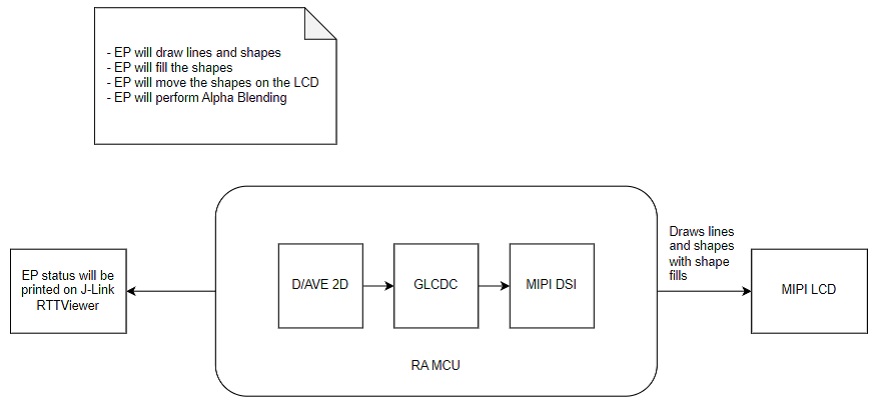 - EP will draw lines and shapes
- EP will fill the shapes
- EP will move the shapes on the LCD
- EP will perform Alpha Blending
EP status will be
printed on J-Link
RTTViewer
D/AVE 2D
GLCDC
MIPI DSI
RA MCU
Draws lines
and shapes
with shape
fills
MIPI LCD